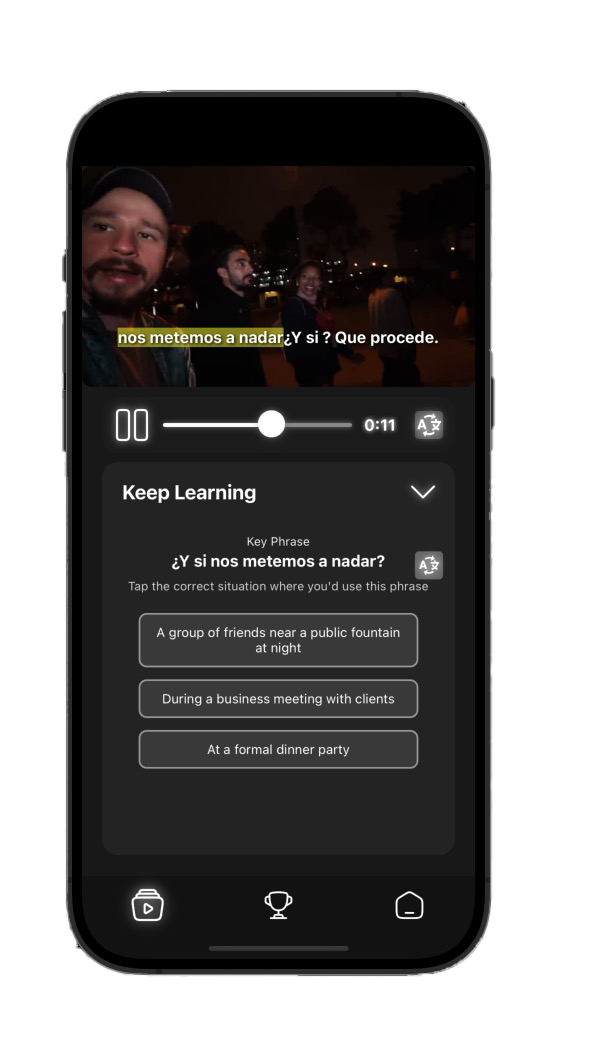 nos metemos a nadar¿Y si ? Que procede.
0:11
Keep Learning
Key Phrase
¿Y si nos metemos a nadar?
Tap the correct situation where you'd use this phrase
A group of friends near a public fountain
at night
During a business meeting with clients
At a formal dinner party